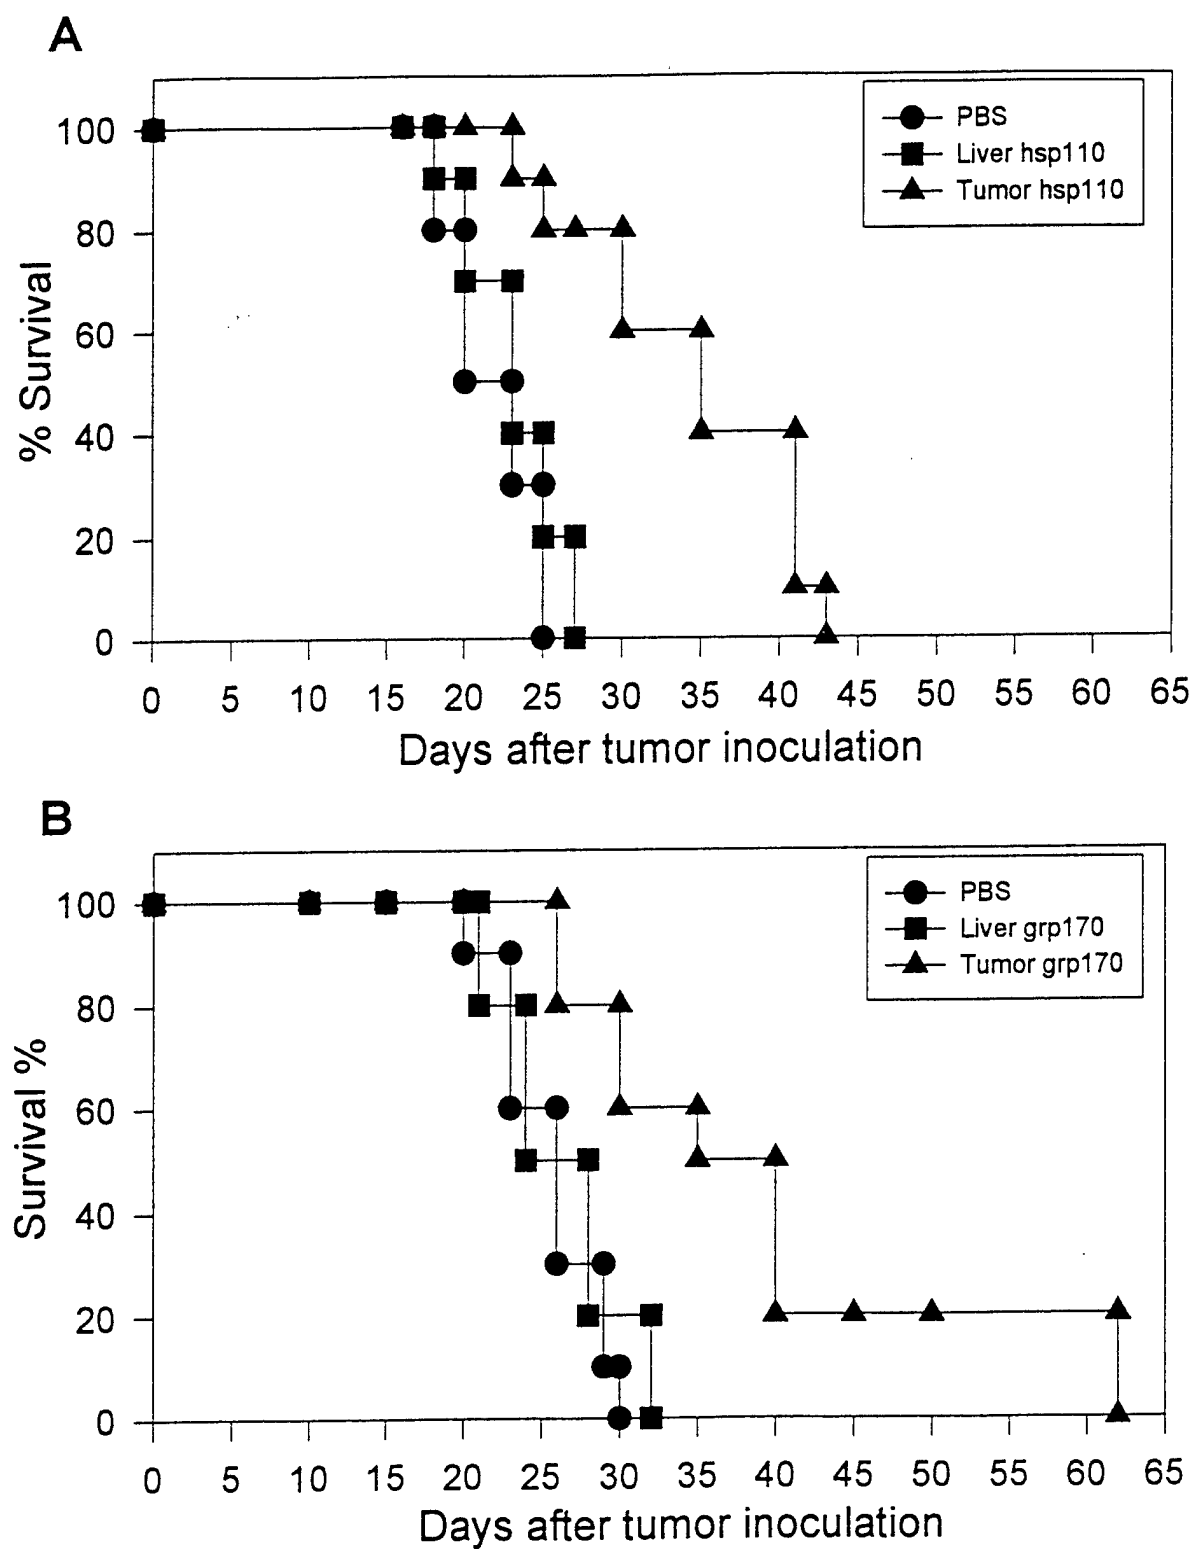 A
PBS
Liver hsp110
Tumor hsp110
100
80
60
40
20
0
% Survival
0 5 10 15 20 25 30 35 40 45 50 55 60 65
Days after tumor inoculation
B
PBS
Liver grp170
Tumor grp170
100
80
60
40
20
0
Survival %
0 5 10 15 20 25 30 35 40 45 50 55 60 65
Days after tumor inoculation